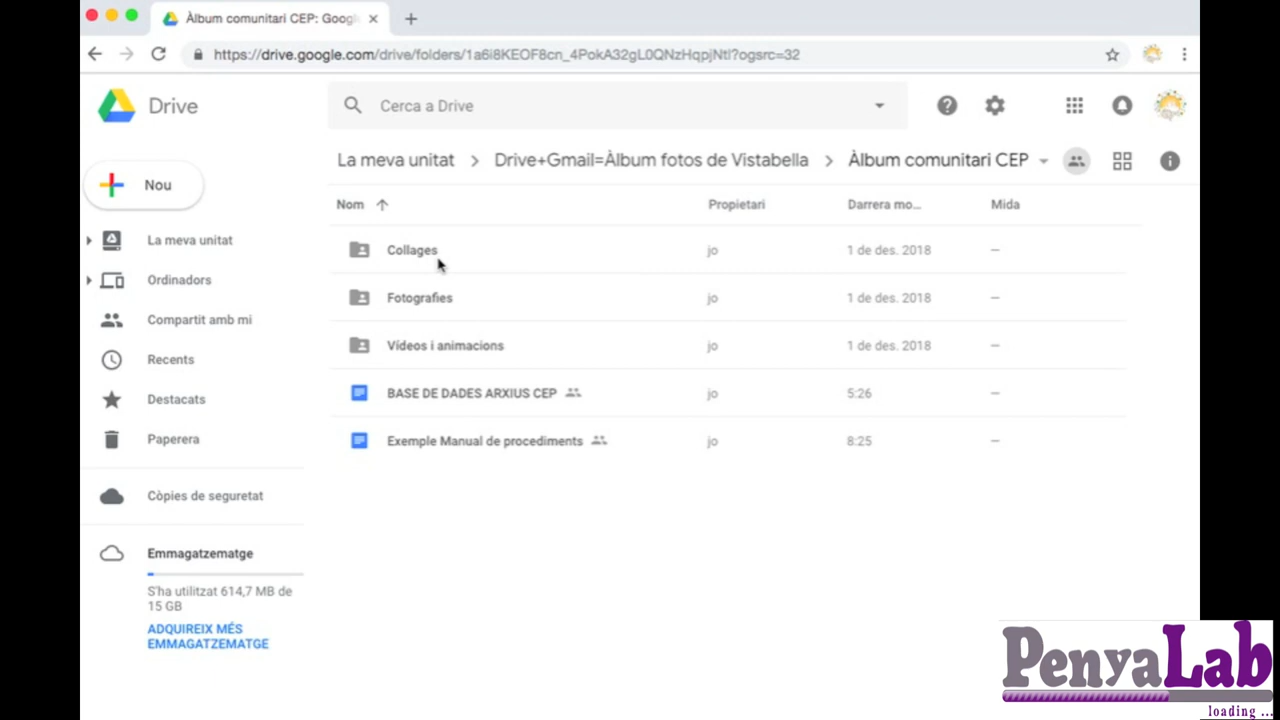 Àlbum comunitari CEP: Goog
https://drive.google.com/drive/folders/1a6i8KEOF8cn_4PokA32gL0QNzHqpjNtl?ogsrc=32
Drive
Cerca a Drive
Nou
La meva unitat > Drive+Gmail=Àlbum fotos de Vistabella > Àlbum comunitari CEP
Nom Propietari Darrera mo... Mida
Collages jo 1 de des. 2018 –
Fotografies jo 1 de des. 2018 –
Vídeos i animacions jo 1 de des. 2018 –
BASE DE DADES ARXIUS CEP jo 5:26 –
Exemple Manual de procediments jo 8:25 –
La meva unitat
Ordinadors
Compartit amb mi
Recents
Destacats
Paperera
Còpies de seguretat
Emmagatzematge
S'ha utilitzat 614,7 MB de
15 GB
ADQUIREIX MÉS
EMMAGATZEMATGE
PenyaLab
loading ...